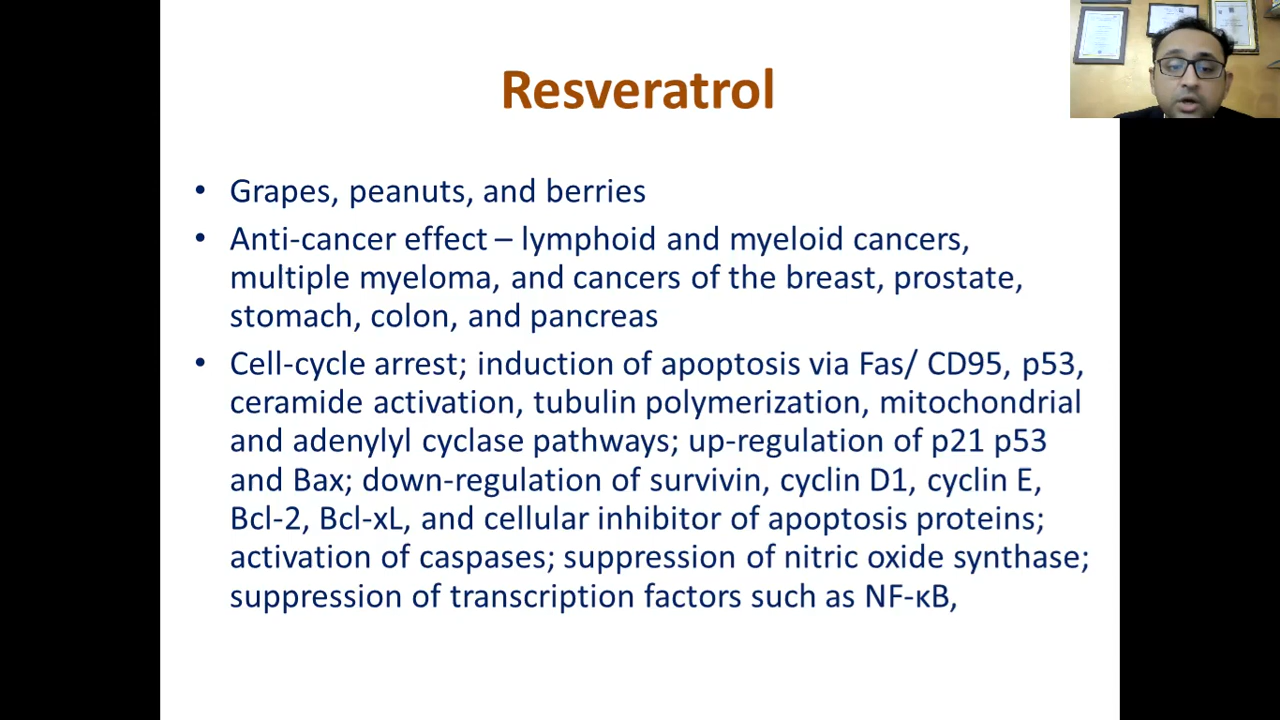 Resveratrol
• Grapes, peanuts, and berries
• Anti-cancer effect – lymphoid and myeloid cancers,
multiple myeloma, and cancers of the breast, prostate,
stomach, colon, and pancreas
• Cell-cycle arrest; induction of apoptosis via Fas/ CD95, p53,
ceramide activation, tubulin polymerization, mitochondrial
and adenylyl cyclase pathways; up-regulation of p21 p53
and Bax; down-regulation of survivin, cyclin D1, cyclin E,
Bcl-2, Bcl-xL, and cellular inhibitor of apoptosis proteins;
activation of caspases; suppression of nitric oxide synthase;
suppression of transcription factors such as NF-κB,